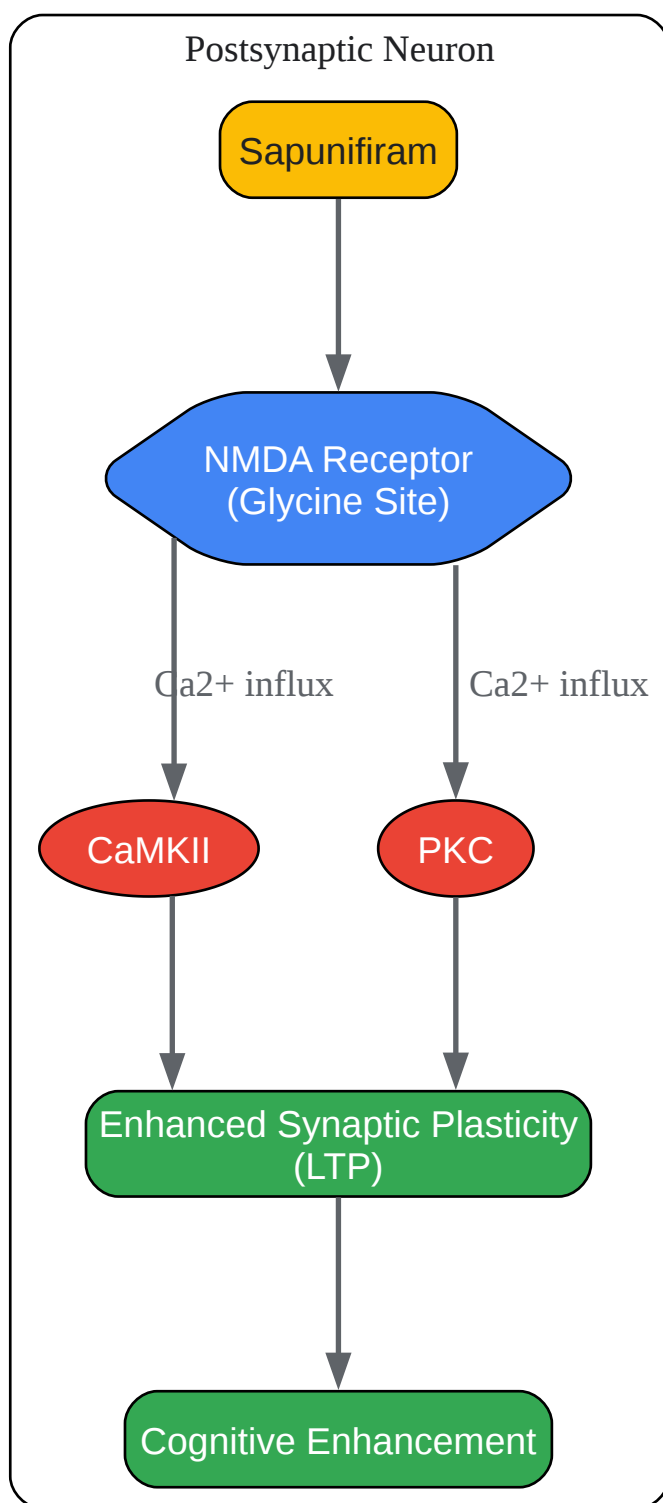 Postsynaptic Neuron
Sapunifiram
NMDA Receptor
(Glycine Site)
Ca2+ influx
Ca2+ influx
CaMKII
PKC
Enhanced Synaptic Plasticity
(LTP)
Cognitive Enhancement